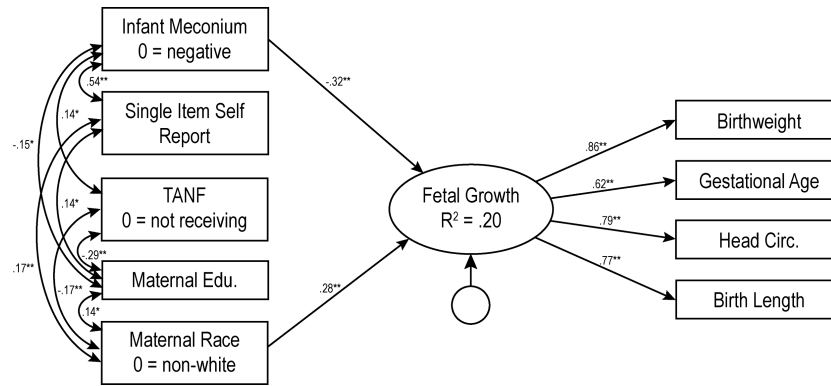 Infant Meconium
0 = negative
.54**
Single Item Self
Report
.14*
-.15*
TANF
0 = not receiving
.14*
-.29**
Maternal Edu.
.17**
-.17**
.14*
Maternal Race
0 = non-white
-.32**
.28**
Fetal Growth
R² = .20
.86**
.62**
.79**
.77**
Birthweight
Gestational Age
Head Circ.
Birth Length